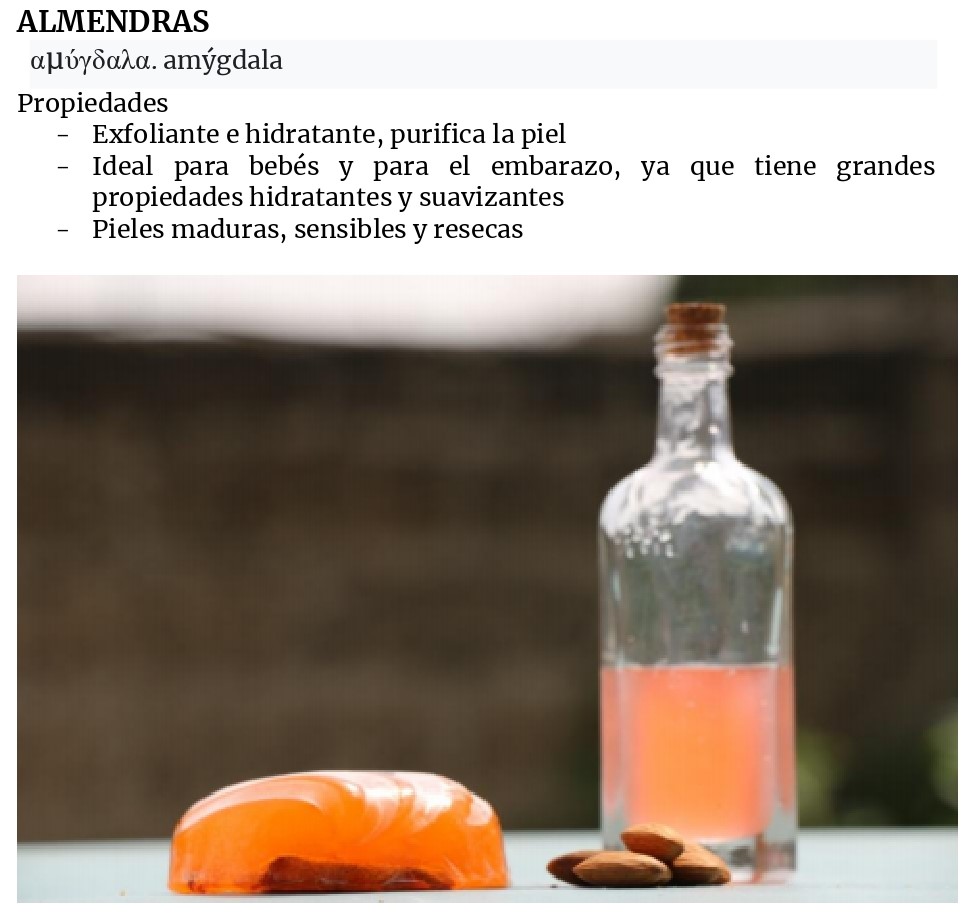 ALMENDRAS
αμύγδαλα. amýgdala
Propiedades
- Exfoliante e hidratante, purifica la piel
- Ideal para bebés y para el embarazo, ya que tiene grandes
propiedades hidratantes y suavizantes
- Pieles maduras, sensibles y resecas